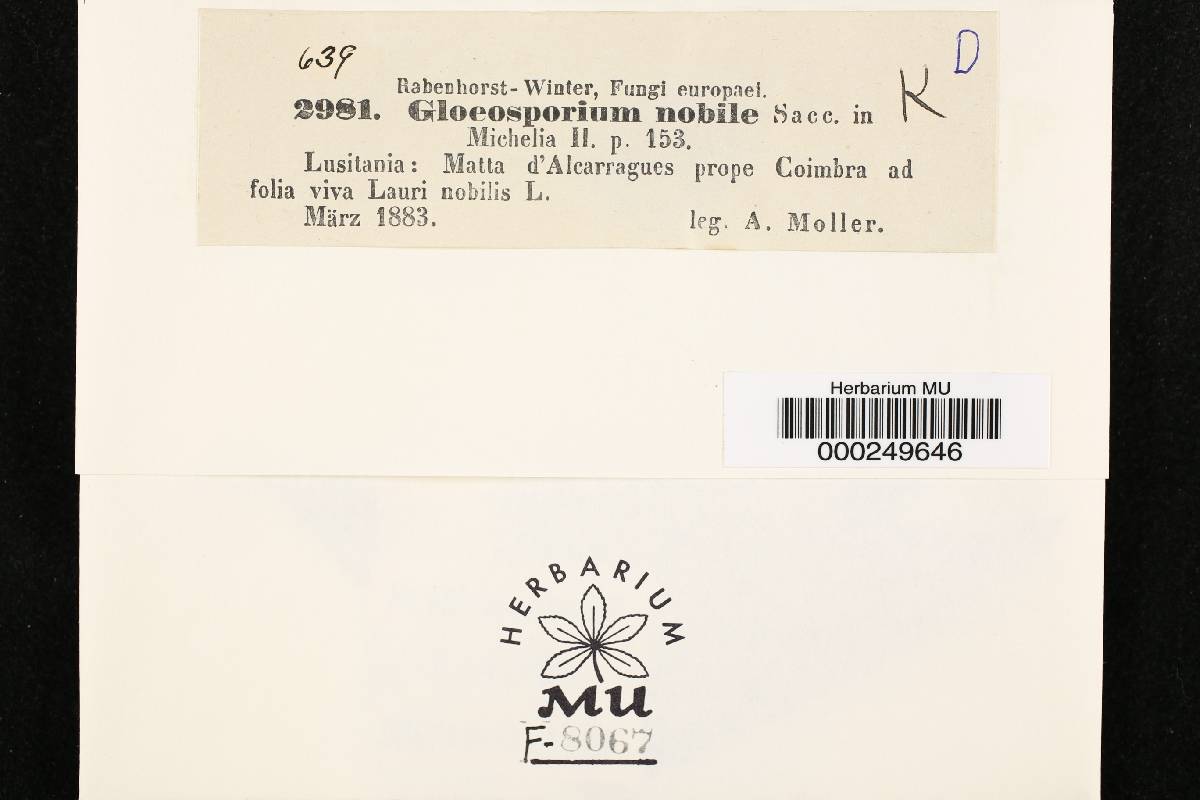 639
D
K
Rabenhorst-Winter, Fungi europaei.
2981. Gloeosporium nobile Sacc. in
Michelia II. p. 153.
Lusitania: Matta d'Alcarragues prope Coimbra ad
folia viva Lauri nobilis L.
März 1883. leg. A. Moller.
Herbarium MU
000249646
HERBARIUM
MU
F-8067